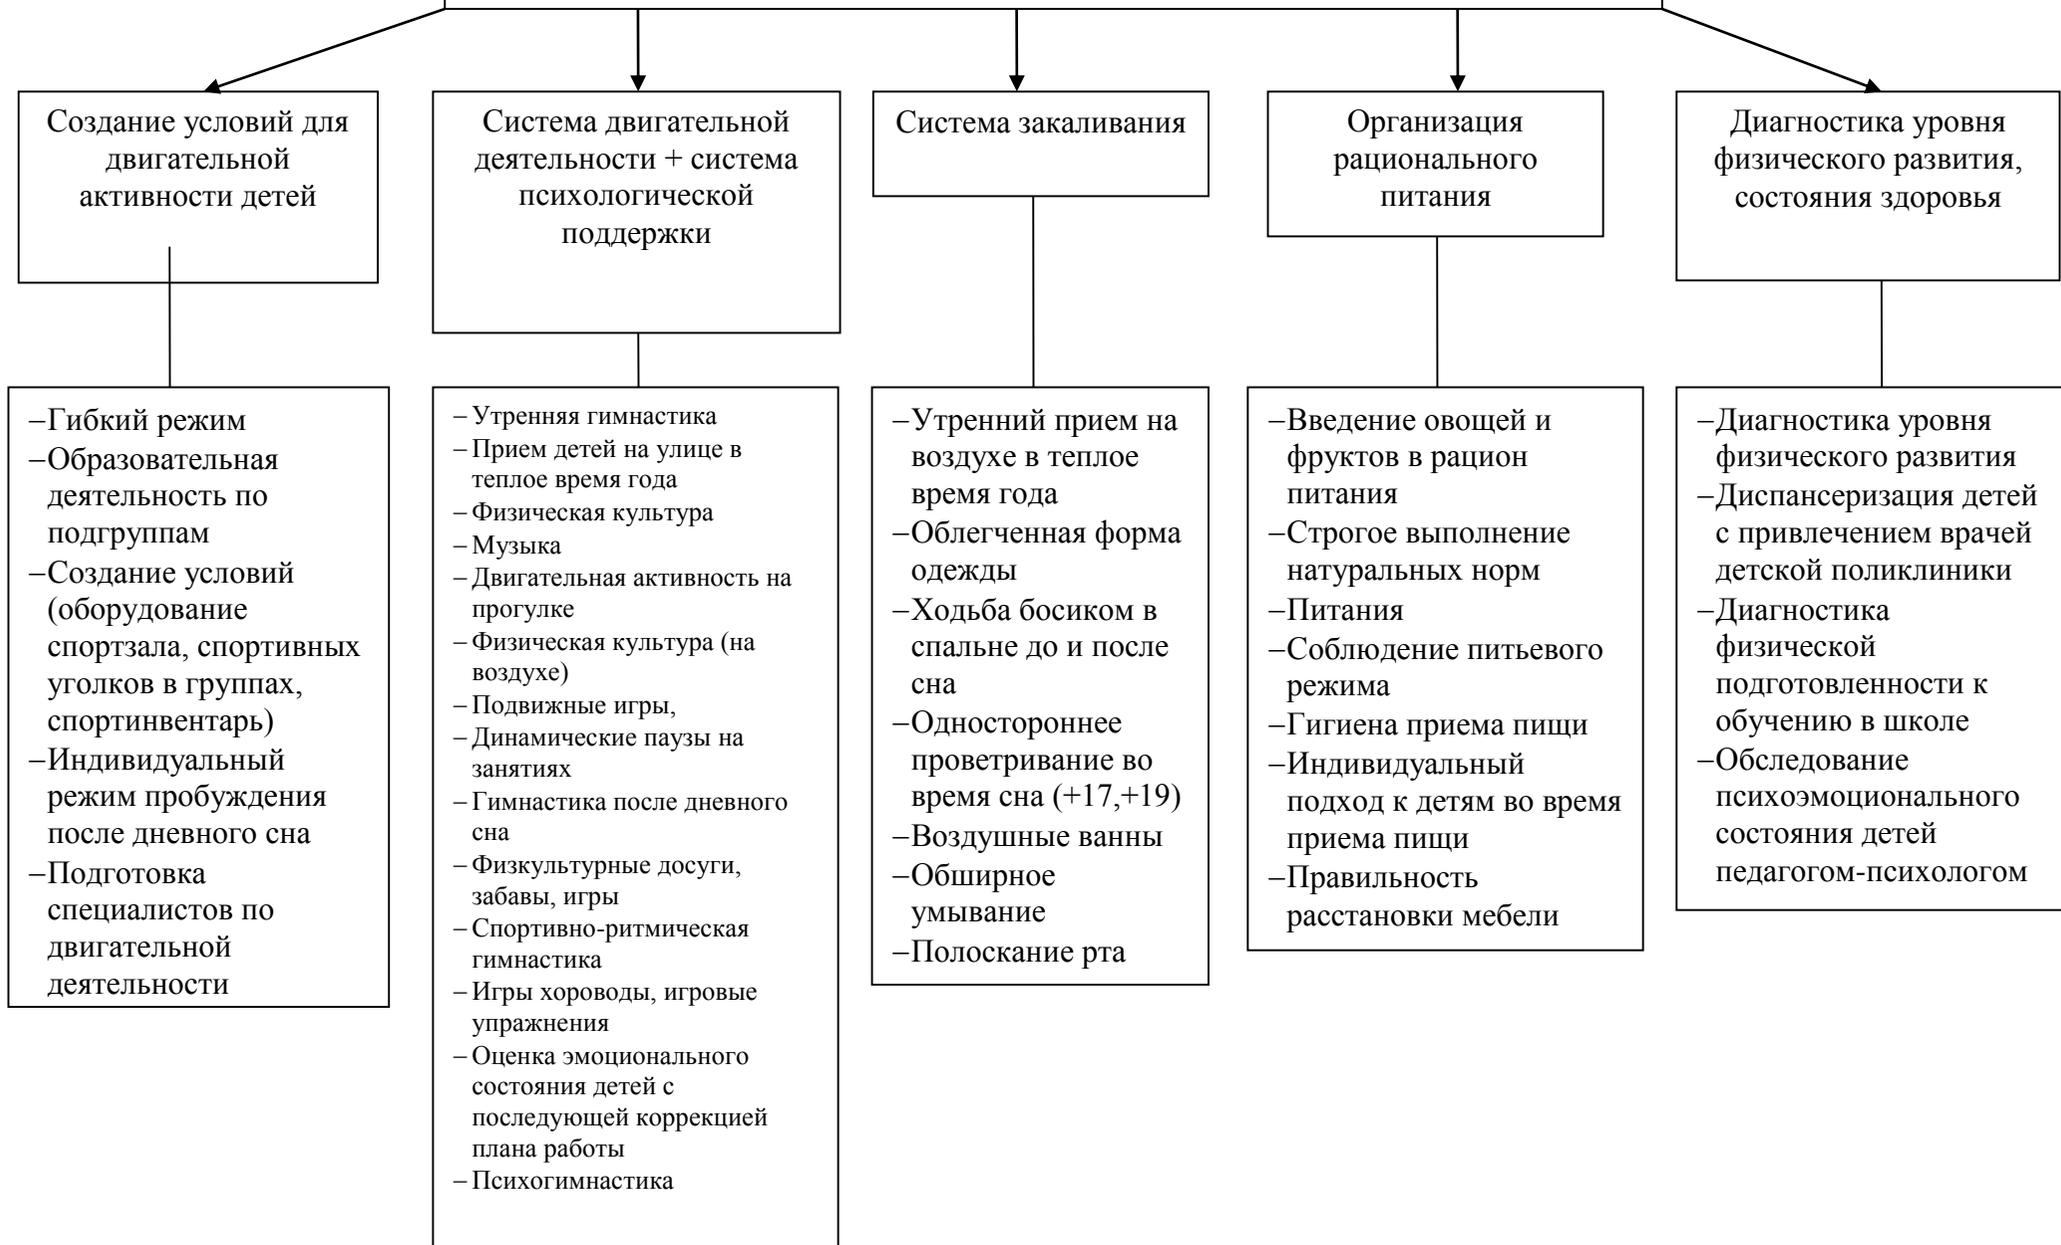 Создание условий для
двигательной
активности детей
Система двигательной
деятельности + система
психологической
поддержки
Система закаливания
Организация
рационального
питания
Диагностика уровня
физического развития,
состояния здоровья
–Гибкий режим
–Образовательная
деятельность по
подгруппам
–Создание условий
(оборудование
спортзала, спортивных
уголков в группах,
спортинвентарь)
–Индивидуальный
режим пробуждения
после дневного сна
–Подготовка
специалистов по
двигательной
деятельности
– Утренняя гимнастика
– Прием детей на улице в
теплое время года
– Физическая культура
– Музыка
– Двигательная активность на
прогулке
– Физическая культура (на
воздухе)
– Подвижные игры,
– Динамические паузы на
занятиях
– Гимнастика после дневного
сна
– Физкультурные досуги,
забавы, игры
– Спортивно-ритмическая
гимнастика
– Игры хороводы, игровые
упражнения
– Оценка эмоционального
состояния детей с
последующей коррекцией
плана работы
– Психогимнастика
–Утренний прием на
воздухе в теплое
время года
–Облегченная форма
одежды
–Ходьба босиком в
спальне до и после
сна
–Одностороннее
проветривание во
время сна (+17,+19)
–Воздушные ванны
–Обширное
умывание
–Полоскание рта
–Введение овощей и
фруктов в рацион
питания
–Строгое выполнение
натуральных норм
–Питания
–Соблюдение питьевого
режима
–Гигиена приема пищи
–Индивидуальный
подход к детям во время
приема пищи
–Правильность
расстановки мебели
–Диагностика уровня
физического развития
–Диспансеризация детей
с привлечением врачей
детской поликлиники
–Диагностика
физической
подготовленности к
обучению в школе
–Обследование
психоэмоционального
состояния детей
педагогом-психологом